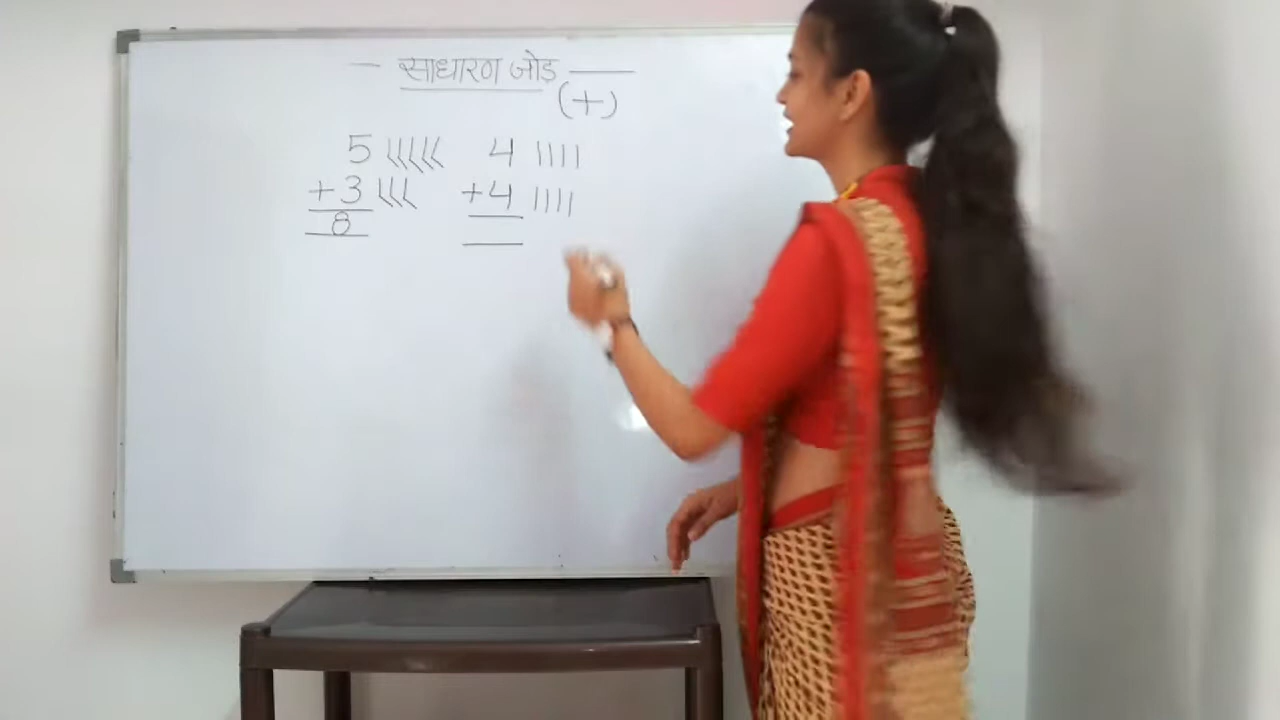 — साधारण जोड़ —
(+)
5 \\\\\ 4 ||||
+ 3 \\\ + 4 ||||
8